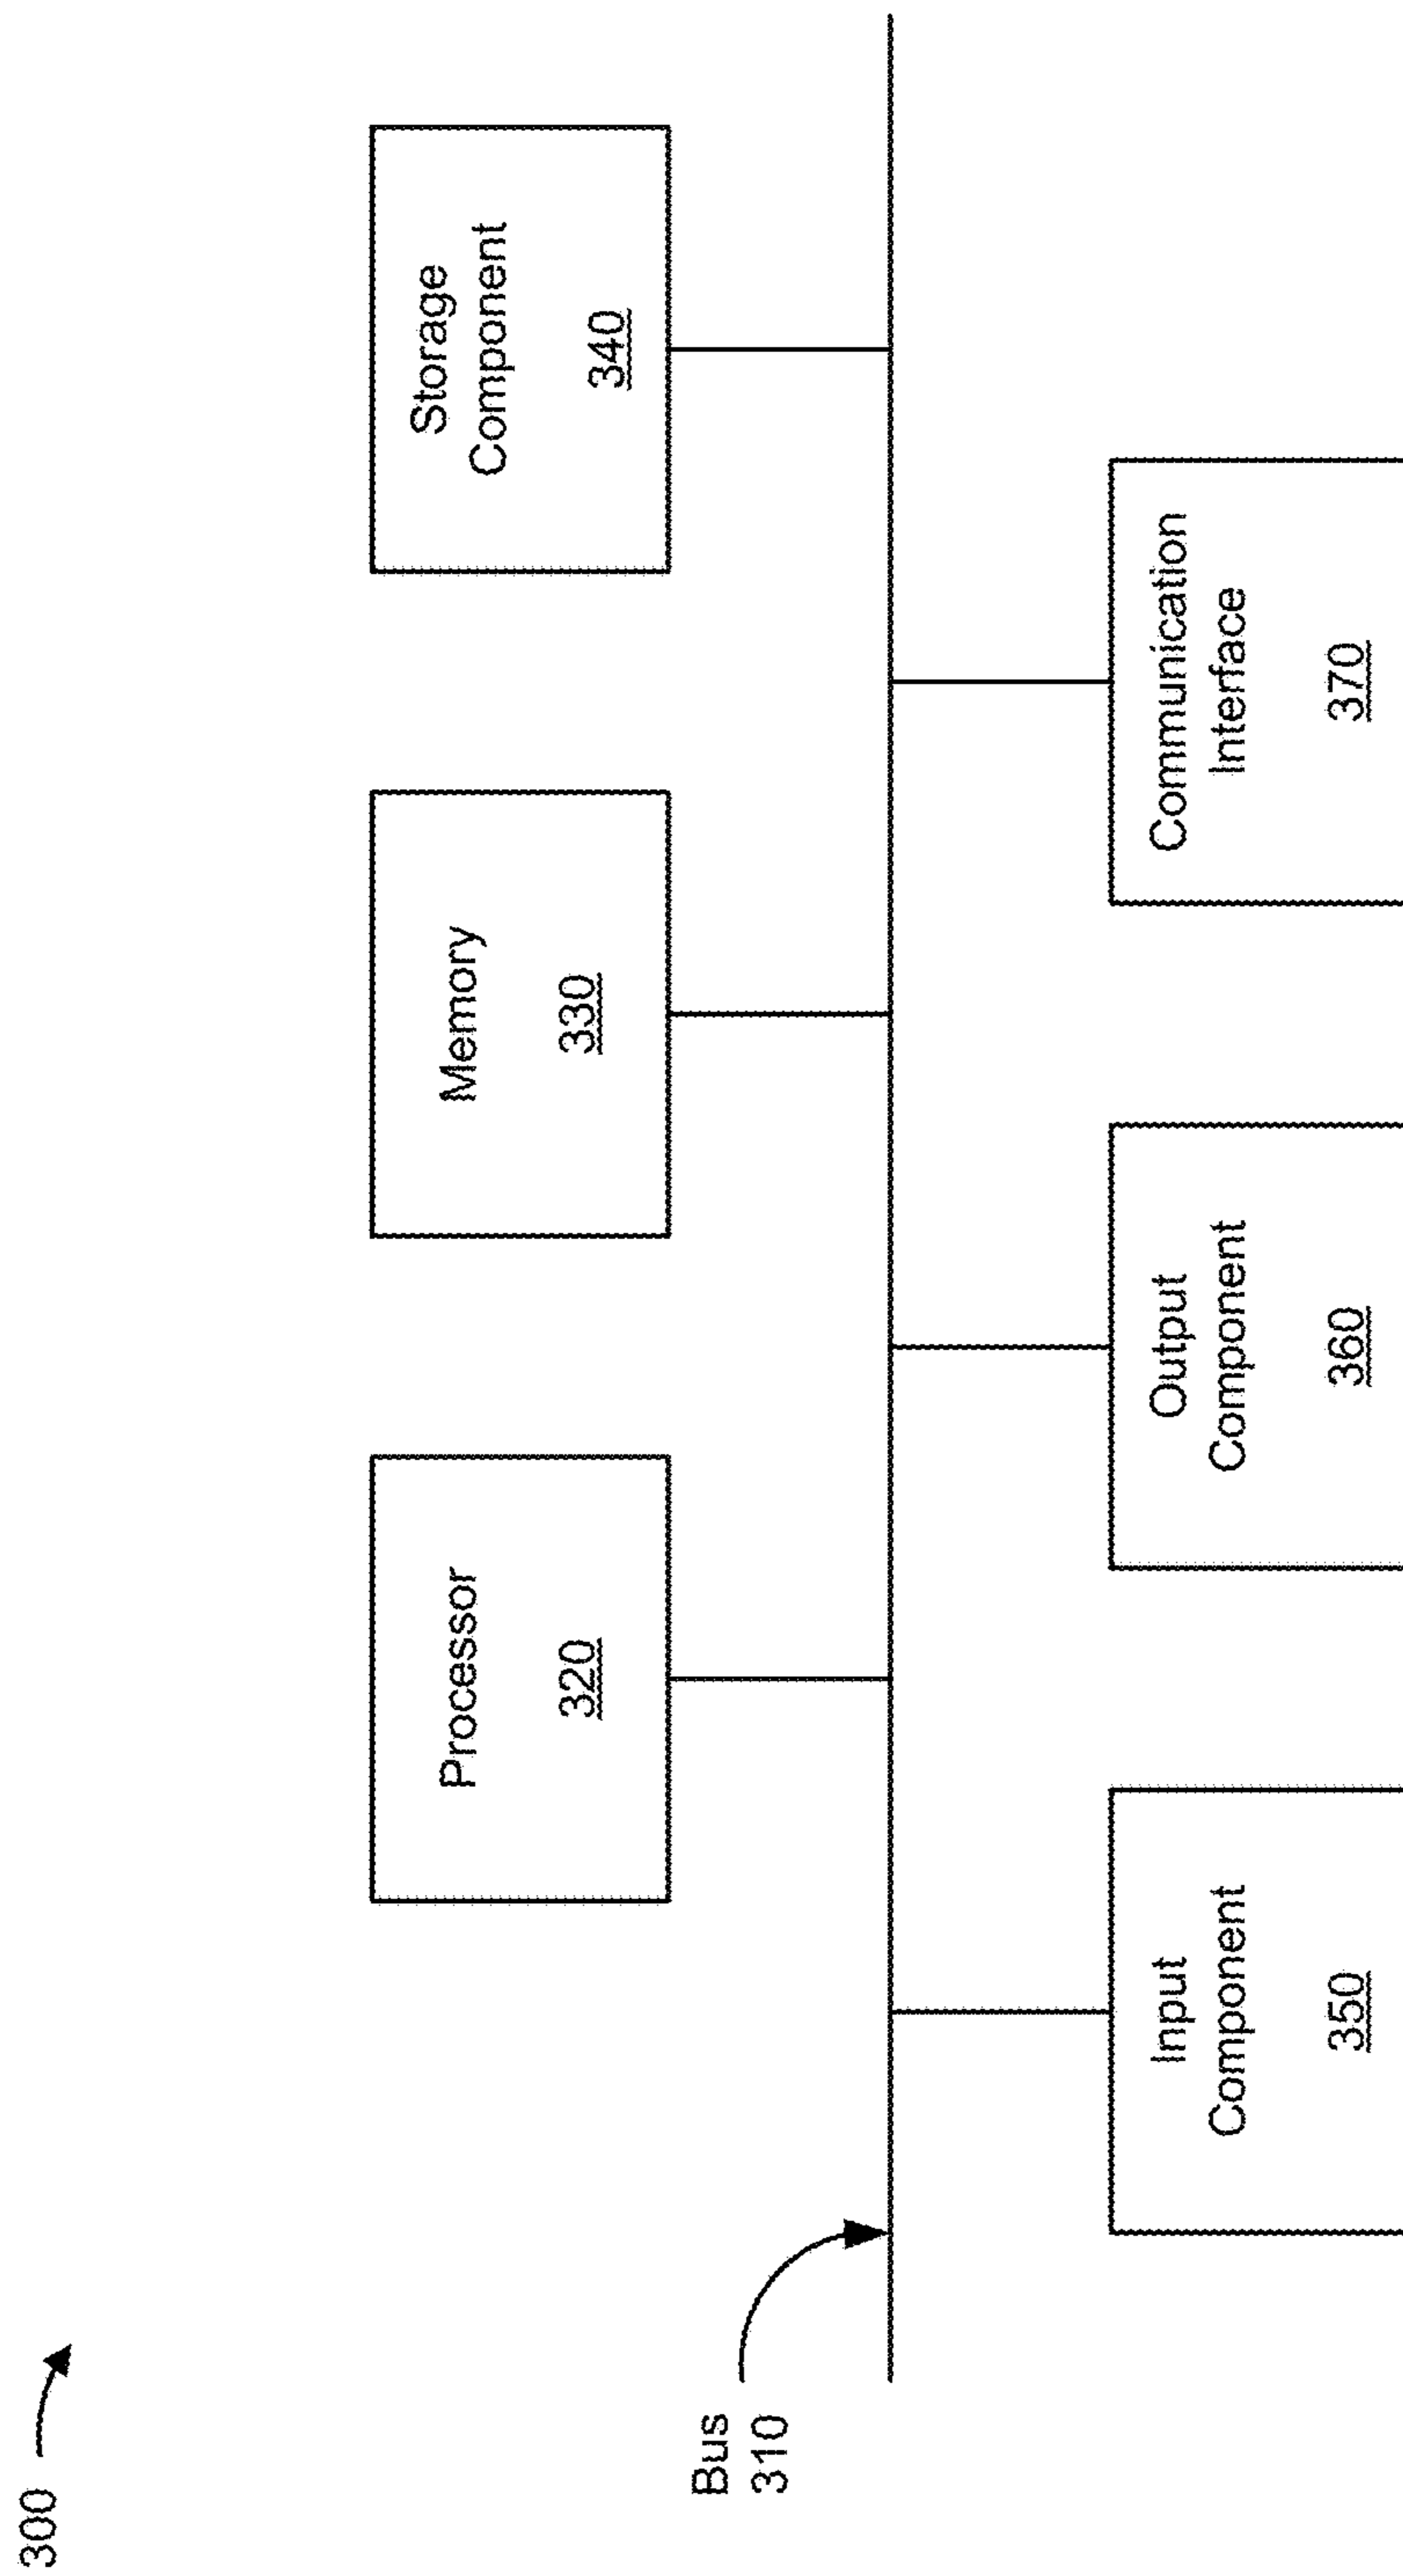 300
Processor
320
Memory
330
Storage
Component
340
Bus
310
Input
Component
350
Output
Component
360
Communication
Interface
370